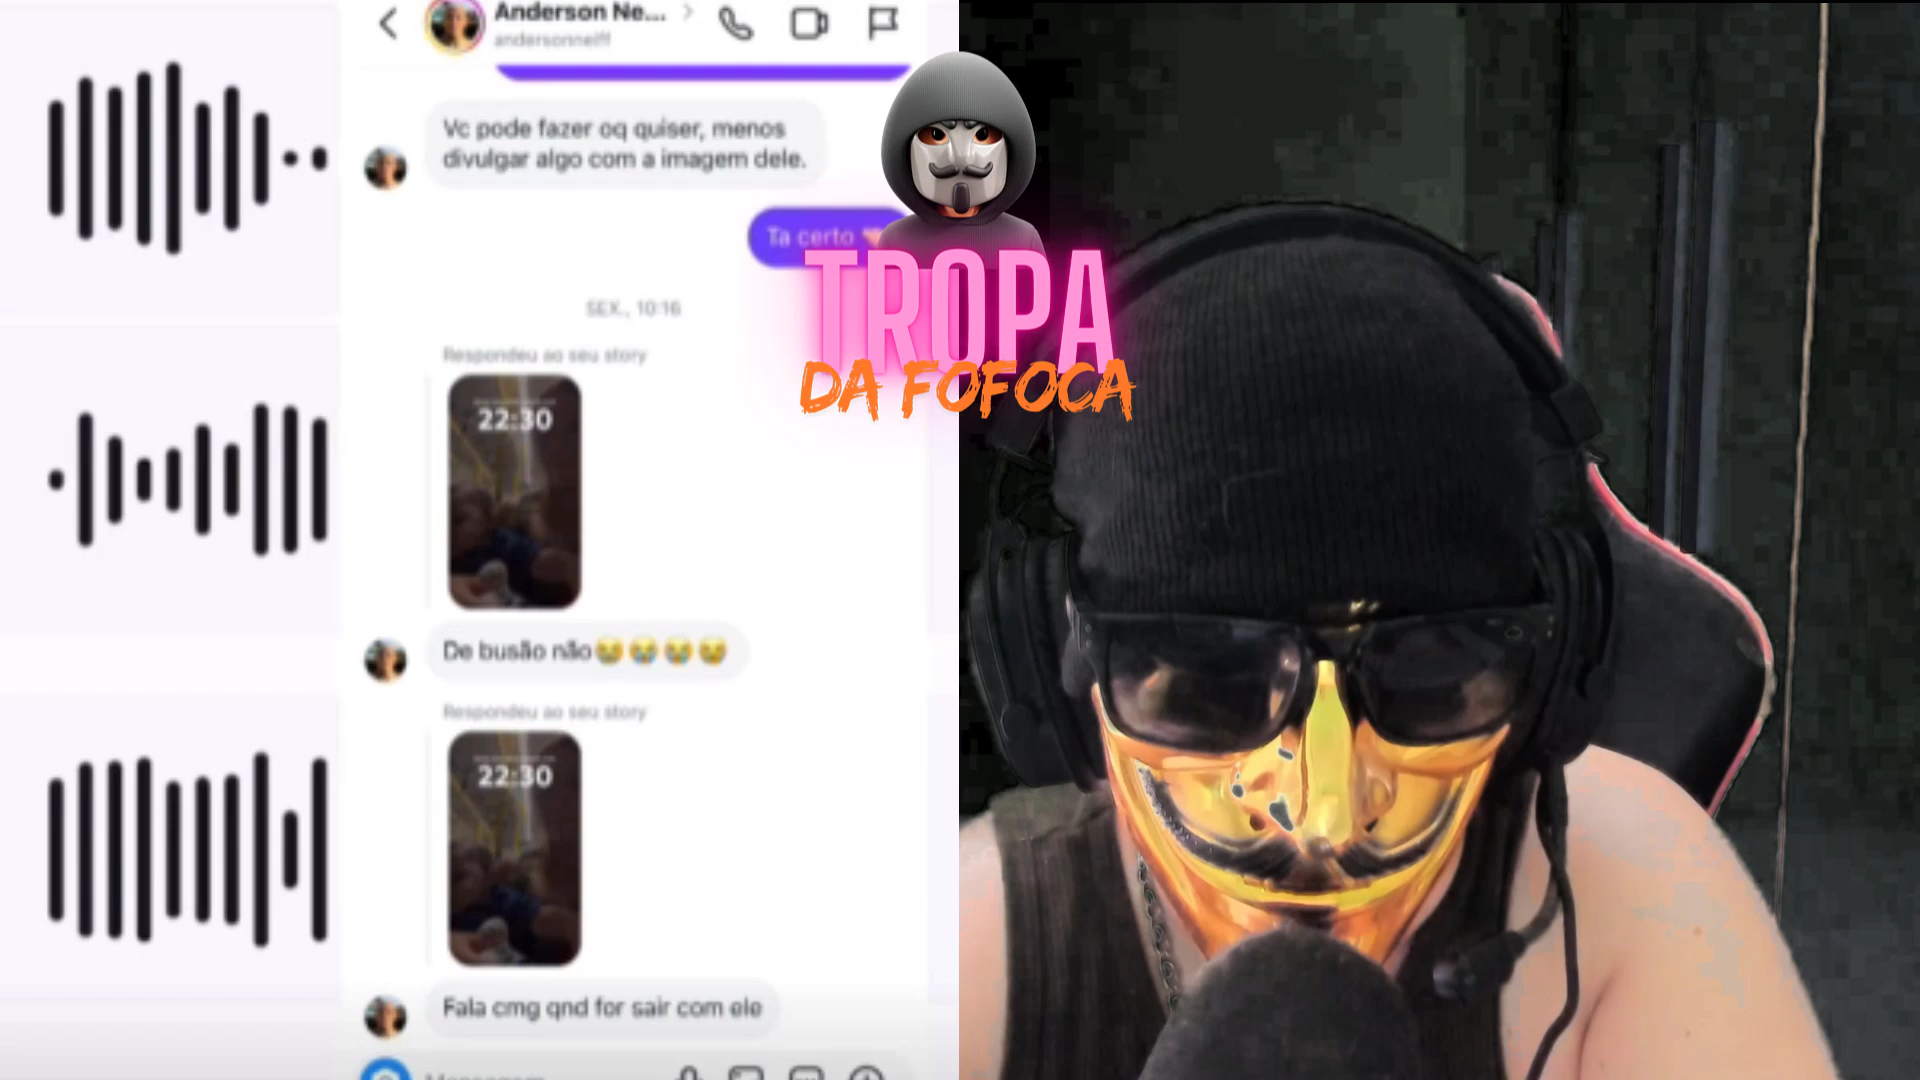 Anderson Ne...
andersonnelff
Vc pode fazer oq quiser, menos
divulgar algo com a imagem dele.
Ta certo
SEX., 10:16
Respondeu ao seu story
22:30
De busão não😭😭😭😭
Respondeu ao seu story
22:30
Fala cmg qnd for sair com ele
TROPA
DA FOFOCA